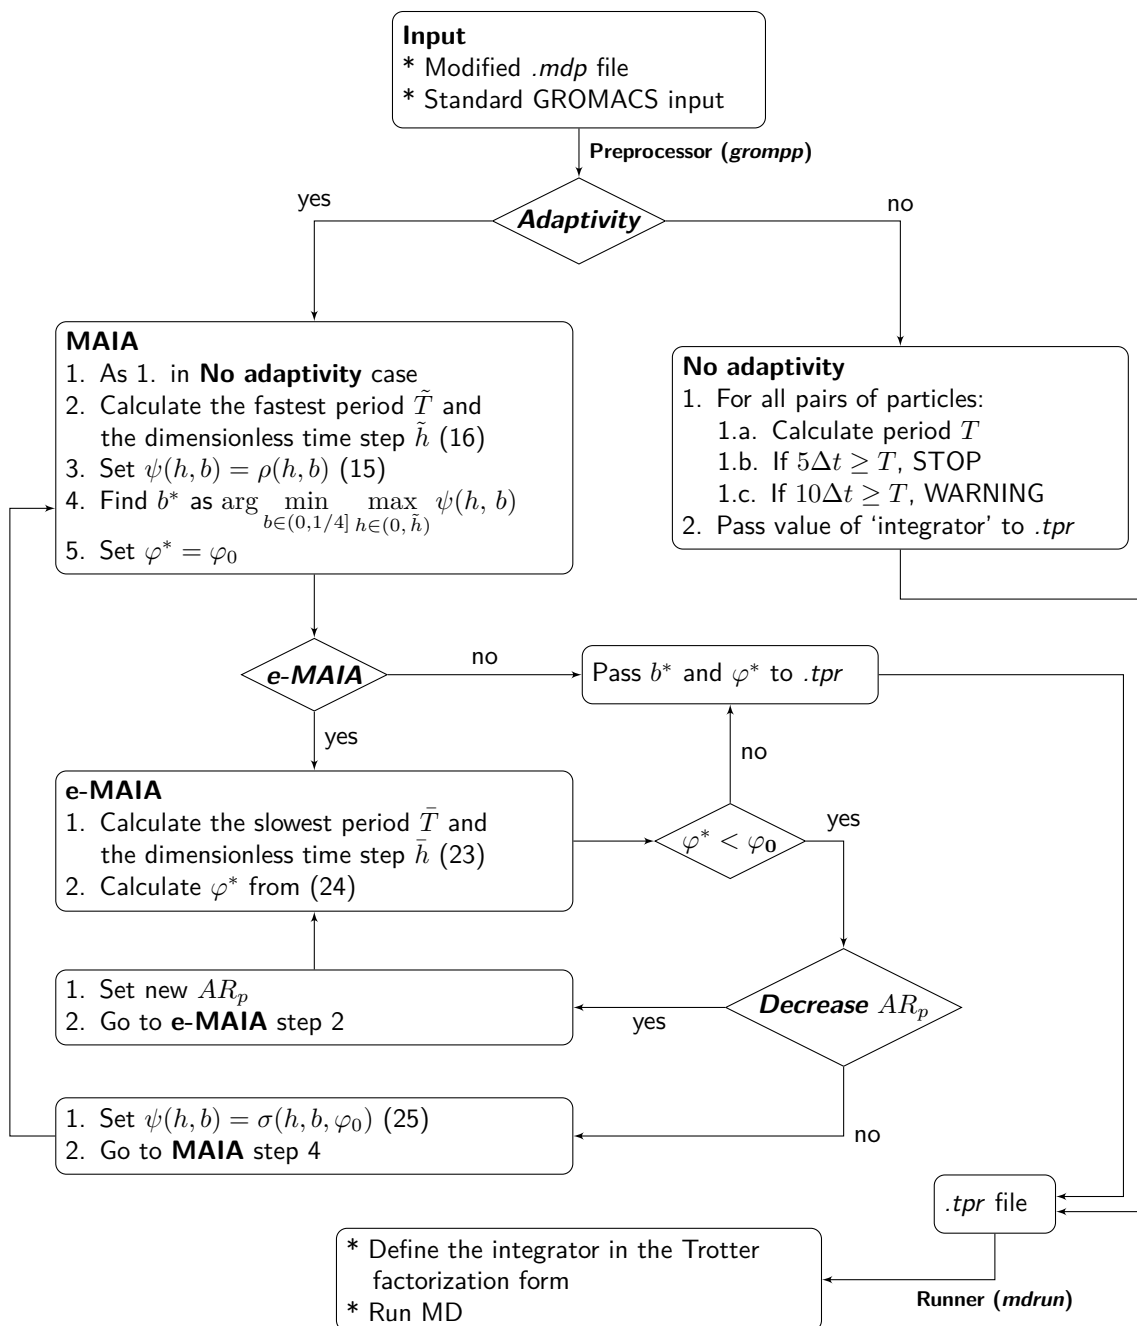 Input
* Modified .mdp file
* Standard GROMACS input
Preprocessor (grompp)
Adaptivity
yes
no
MAIA
1. As 1. in No adaptivity case
2. Calculate the fastest period T̃ and
the dimensionless time step h̃ (16)
3. Set ψ(h, b) = ρ(h, b) (15)
4. Find b* as arg min max ψ(h, b)
b∈(0,1/4] h∈(0, h̃)
5. Set φ* = φ₀
No adaptivity
1. For all pairs of particles:
1.a. Calculate period T
1.b. If 5Δt ≥ T, STOP
1.c. If 10Δt ≥ T, WARNING
2. Pass value of ‘integrator’ to .tpr
e-MAIA
no
yes
Pass b* and φ* to .tpr
no
e-MAIA
1. Calculate the slowest period T̄ and
the dimensionless time step h̄ (23)
2. Calculate φ* from (24)
φ* < φ₀
yes
1. Set new ARₚ
2. Go to e-MAIA step 2
yes
Decrease ARₚ
no
1. Set ψ(h, b) = σ(h, b, φ₀) (25)
2. Go to MAIA step 4
.tpr file
Runner (mdrun)
* Define the integrator in the Trotter
factorization form
* Run MD